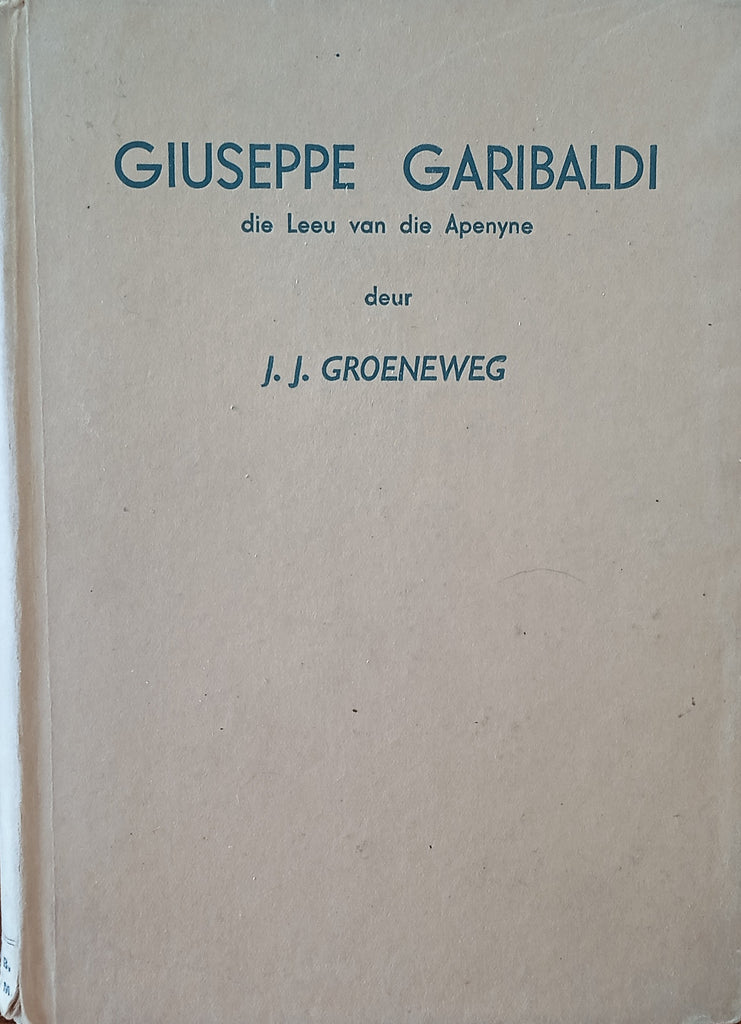 GIUSEPPE GARIBALDI
die Leeu van die Apenyne
deur
J. J. GROENEWEG